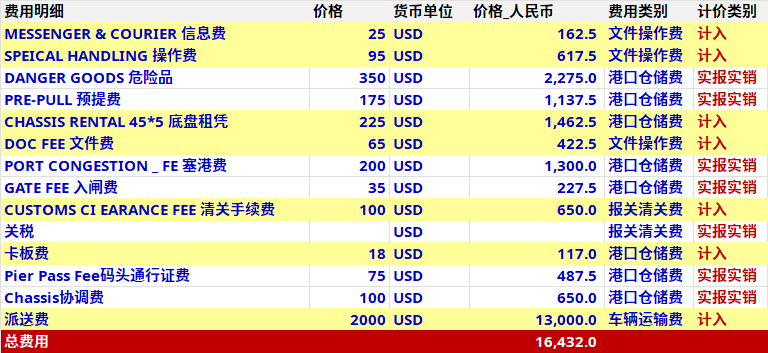 费用明细 价格 货币单位 价格_人民币 费用类别 计价类别
MESSENGER & COURIER 信息费 25 USD 162.5 文件操作费 计入
SPEICAL HANDLING 操作费 95 USD 617.5 文件操作费 计入
DANGER GOODS 危险品 350 USD 2,275.0 港口仓储费 实报实销
PRE-PULL 预提费 175 USD 1,137.5 港口仓储费 实报实销
CHASSIS RENTAL 45*5 底盘租凭 225 USD 1,462.5 港口仓储费 计入
DOC FEE 文件费 65 USD 422.5 文件操作费 计入
PORT CONGESTION _ FE 塞港费 200 USD 1,300.0 港口仓储费 实报实销
GATE FEE 入闸费 35 USD 227.5 港口仓储费 实报实销
CUSTOMS CI EARANCE FEE 清关手续费 100 USD 650.0 报关清关费 计入
关税 USD 报关清关费 实报实销
卡板费 18 USD 117.0 港口仓储费 计入
Pier Pass Fee码头通行证费 75 USD 487.5 港口仓储费 实报实销
Chassis协调费 100 USD 650.0 港口仓储费 实报实销
派送费 2000 USD 13,000.0 车辆运输费 计入
总费用 16,432.0